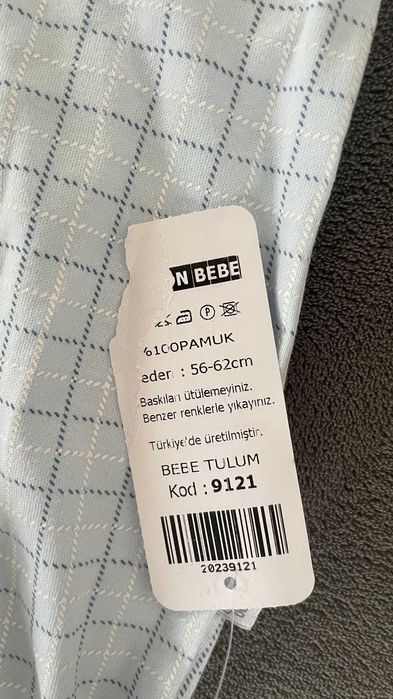 N BEBE
%100PAMUK
eden : 56-62cm
Baskıları ütülemeyiniz.
Benzer renklerle yıkayınız.
Türkiye'de üretilmiştir.
BEBE TULUM
Kod : 9121
20239121